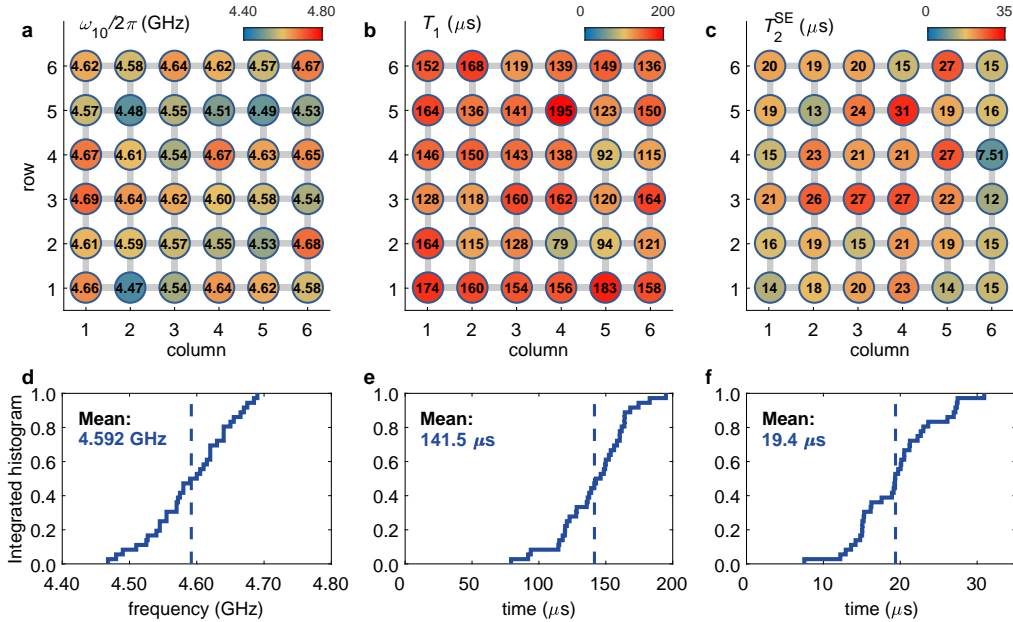 a ω10/2π (GHz) 4.40 4.80
6 4.62 4.58 4.64 4.62 4.57 4.67
5 4.57 4.48 4.55 4.51 4.49 4.53
4 4.67 4.61 4.54 4.67 4.63 4.65
3 4.69 4.64 4.62 4.60 4.58 4.54
2 4.61 4.59 4.57 4.55 4.53 4.68
1 4.66 4.47 4.54 4.64 4.62 4.58
row
1 2 3 4 5 6
column
b T1 (μs) 0 200
6 152 168 119 139 149 136
5 164 136 141 195 123 150
4 146 150 143 138 92 115
3 128 118 160 162 120 164
2 164 115 128 79 94 121
1 174 160 154 156 183 158
1 2 3 4 5 6
column
c T2SE (μs) 0 35
6 20 19 20 15 27 15
5 19 13 24 31 19 16
4 15 23 21 21 27 7.51
3 21 26 27 27 22 12
2 16 19 15 21 19 15
1 14 18 20 23 14 15
1 2 3 4 5 6
column
d
Mean:
4.592 GHz
Integrated histogram
1.0
0.8
0.6
0.4
0.2
0.0
4.40 4.50 4.60 4.70 4.80
frequency (GHz)
e
Mean:
141.5 μs
1.0
0.8
0.6
0.4
0.2
0.0
0 50 100 150 200
time (μs)
f
Mean:
19.4 μs
1.0
0.8
0.6
0.4
0.2
0.0
0 10 20 30
time (μs)